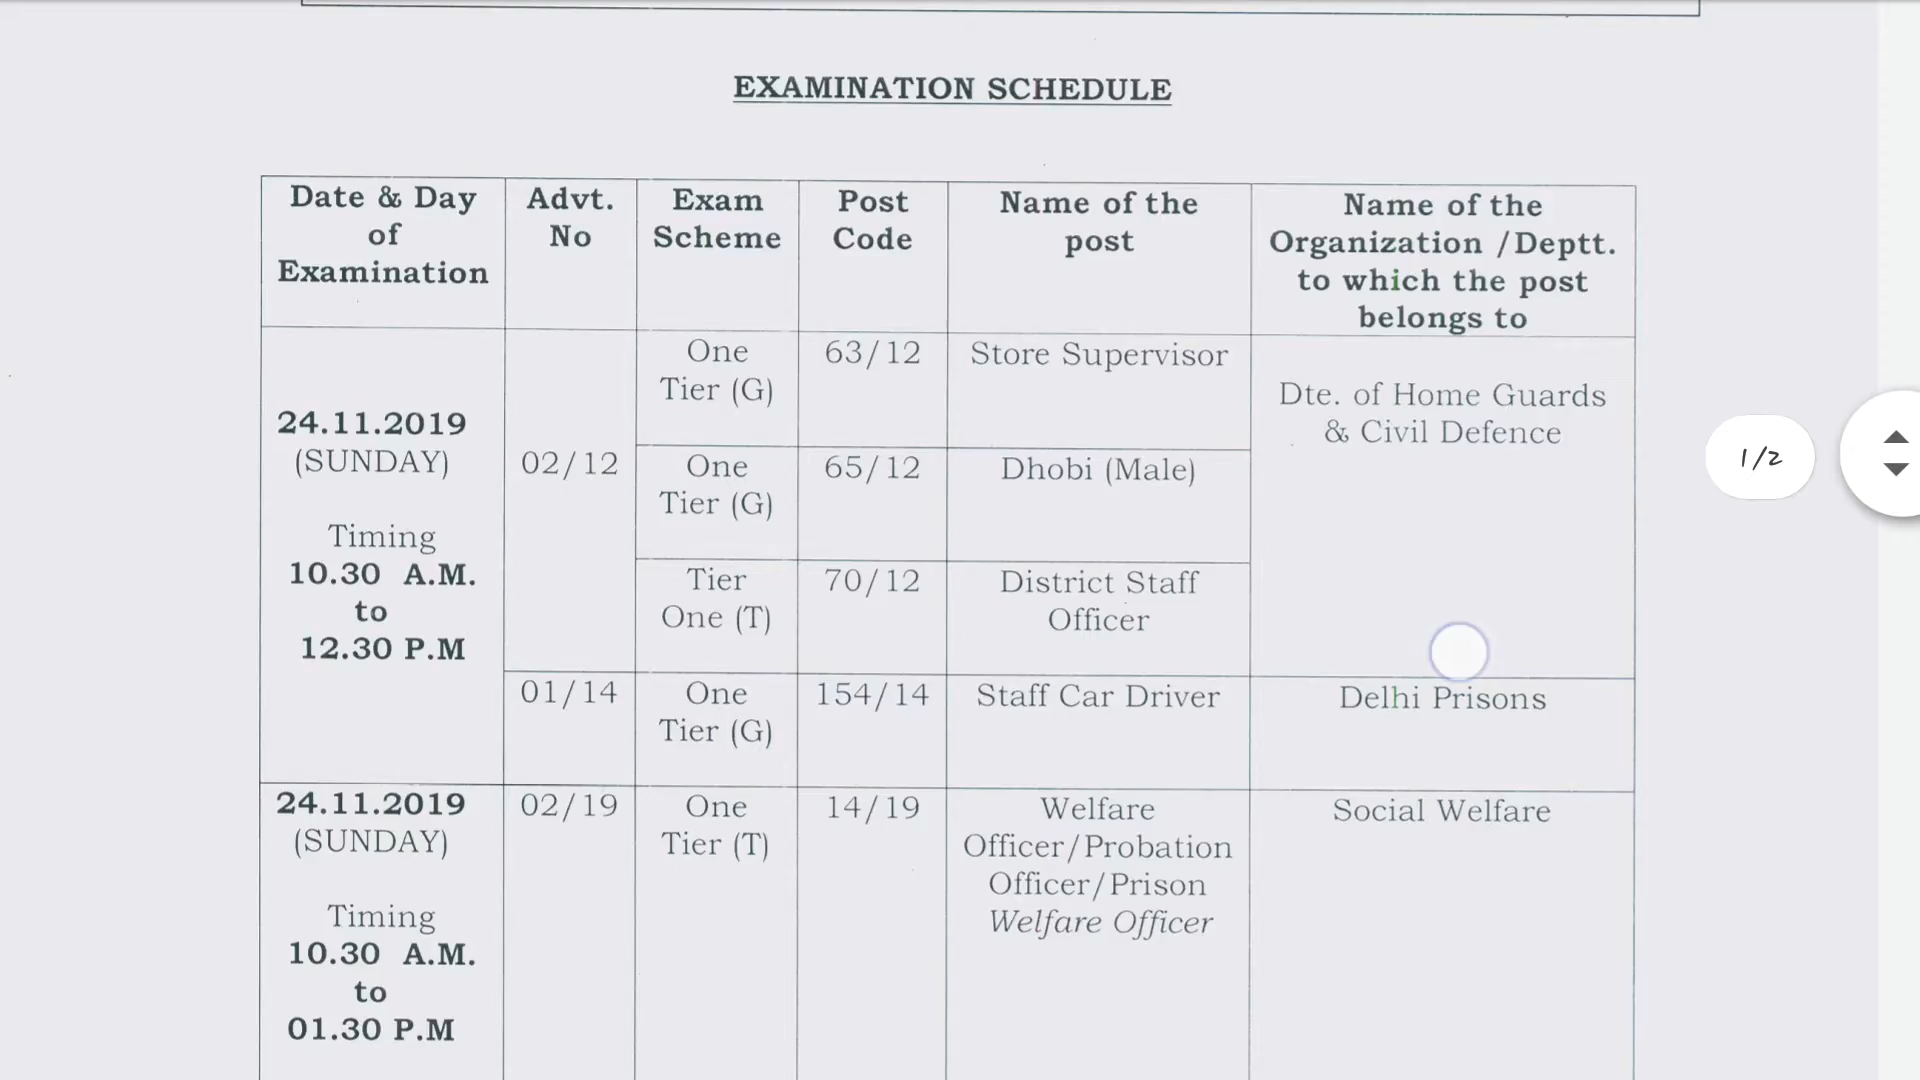 EXAMINATION SCHEDULE
Date & Day
of
Examination
Advt.
No
Exam
Scheme
Post
Code
Name of the
post
Name of the
Organization /Deptt.
to which the post
belongs to
24.11.2019
(SUNDAY)
Timing
10.30 A.M.
to
12.30 P.M
02/12
One
Tier (G)
63/12
Store Supervisor
Dte. of Home Guards
& Civil Defence
One
Tier (G)
65/12
Dhobi (Male)
Tier
One (T)
70/12
District Staff
Officer
01/14
One
Tier (G)
154/14
Staff Car Driver
Delhi Prisons
24.11.2019
(SUNDAY)
Timing
10.30 A.M.
to
01.30 P.M
02/19
One
Tier (T)
14/19
Welfare
Officer/Probation
Officer/Prison
Welfare Officer
Social Welfare
1/2